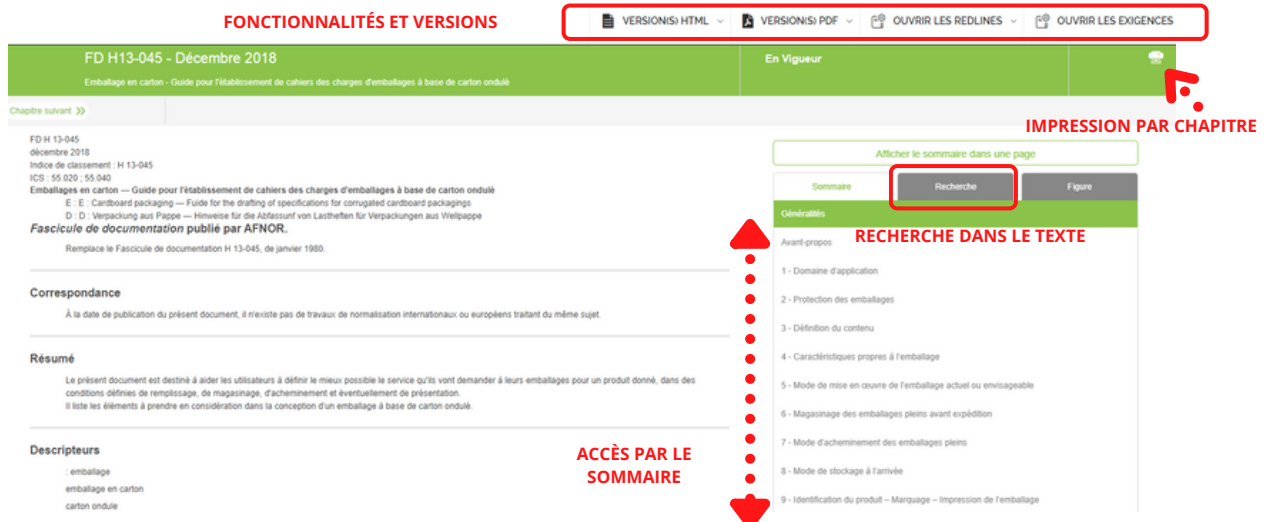 FONCTIONNALITÉS ET VERSIONS
VERSION(S) HTML
VERSION(S) PDF
OUVRIR LES REDLINES
OUVRIR LES EXIGENCES
FD H13-045 - Décembre 2018
En Vigueur
Emballage en carton - Guide pour l'établissement de cahiers des charges d'emballages à base de carton ondulé
Chapitre suivant
IMPRESSION PAR CHAPITRE
FD H 13-045
décembre 2018
Indice de classement : H 13-045
ICS : 55.020 ; 55.040
Emballages en carton — Guide pour l'établissement de cahiers des charges d'emballages à base de carton ondulé
E : E : Cardboard packaging — Fuide for the drafting of specifications for corrugated cardboard packagings
D : D : Verpackung aus Pappe — Hinweise für die Abfassunf von Lastheften für Verpackungen aus Wellpappe
Fascicule de documentation publié par AFNOR.
Remplace le Fascicule de documentation H 13-045, de janvier 1980.
Correspondance
À la date de publication du présent document, il n'existe pas de travaux de normalisation internationaux ou européens traitant du même sujet.
Résumé
Le présent document est destiné à aider les utilisateurs à définir le mieux possible le service qu'ils vont demander à leurs emballages pour un produit donné, dans des
conditions définies de remplissage, de magasinage, d'acheminement et éventuellement de présentation.
Il liste les éléments à prendre en considération dans la conception d'un emballage à base de carton ondulé.
Descripteurs
: emballage
emballage en carton
carton ondule
ACCÈS PAR LE
SOMMAIRE
Afficher le sommaire dans une page
Sommaire
Recherche
Figure
Généralités
RECHERCHE DANS LE TEXTE
Avant-propos
1 - Domaine d'application
2 - Protection des emballages
3 - Définition du contenu
4 - Caractéristiques propres à l'emballage
5 - Mode de mise en œuvre de l'emballage actuel ou envisageable
6 - Magasinage des emballages pleins avant expédition
7 - Mode d'acheminement des emballages pleins
8 - Mode de stockage à l'arrivée
9 - Identification du produit – Marquage – Impression de l'emballage